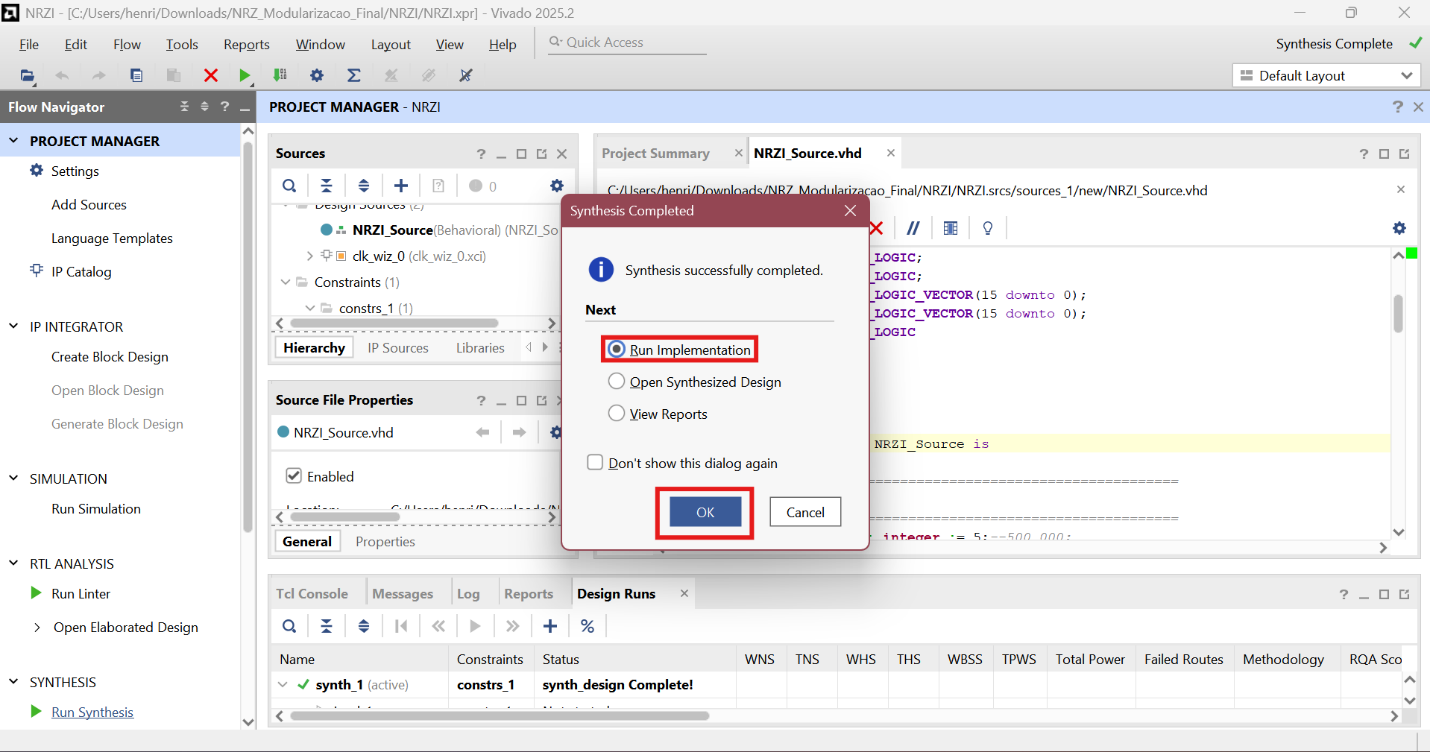 NRZI - [C:/Users/henri/Downloads/NRZ_Modularizacao_Final/NRZI/NRZI.xpr] - Vivado 2025.2
File Edit Flow Tools Reports Window Layout View Help
Quick Access
Synthesis Complete
Default Layout
Flow Navigator
PROJECT MANAGER
Settings
Add Sources
Language Templates
IP Catalog
IP INTEGRATOR
Create Block Design
Open Block Design
Generate Block Design
SIMULATION
Run Simulation
RTL ANALYSIS
Run Linter
Open Elaborated Design
SYNTHESIS
Run Synthesis
PROJECT MANAGER - NRZI
Sources
0
Design Sources (2)
NRZI_Source(Behavioral) (NRZI_So
clk_wiz_0 (clk_wiz_0.xci)
Constraints (1)
constrs_1 (1)
Hierarchy IP Sources Libraries
Source File Properties
NRZI_Source.vhd
Enabled
General Properties
Project Summary
NRZI_Source.vhd
C:/Users/henri/Downloads/NRZ_Modularizacao_Final/NRZI/NRZI.srcs/sources_1/new/NRZI_Source.vhd
_LOGIC;
_LOGIC;
_LOGIC_VECTOR(15 downto 0);
_LOGIC_VECTOR(15 downto 0);
_LOGIC
NRZI_Source is
=====================================
=====================================
: integer := 5;--500_000;
Synthesis Completed
Synthesis successfully completed.
Next
Run Implementation
Open Synthesized Design
View Reports
Don't show this dialog again
OK Cancel
Tcl Console Messages Log Reports Design Runs
Name Constraints Status WNS TNS WHS THS WBSS TPWS Total Power Failed Routes Methodology RQA Sco
synth_1 (active) constrs_1 synth_design Complete!